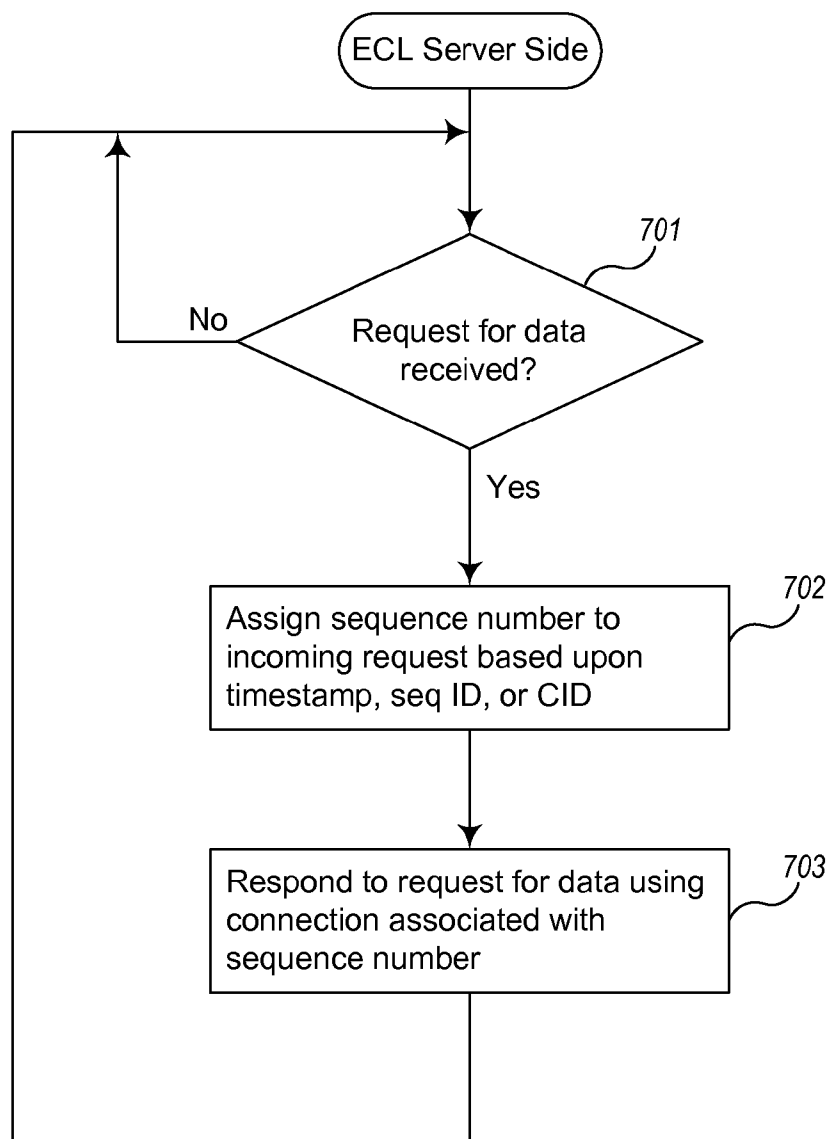 ECL Server Side
701
Request for data
received?
No
Yes
702
Assign sequence number to
incoming request based upon
timestamp, seq ID, or CID
703
Respond to request for data using
connection associated with
sequence number